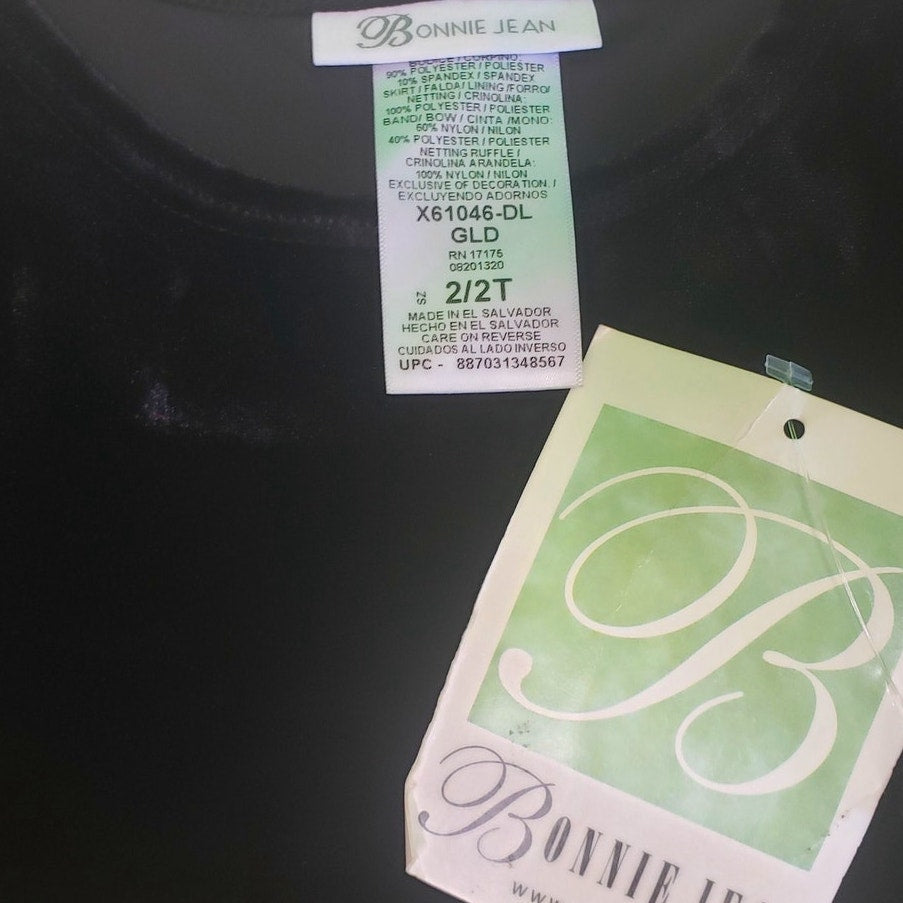 BONNIE JEAN
BODICE / CORPINO:
90% POLYESTER / POLIESTER
10% SPANDEX / SPANDEX
SKIRT / FALDA / LINING / FORRO/
NETTING / CRINOLINA:
100% POLYESTER / POLIESTER
BAND/ BOW / CINTA /MONO:
60% NYLON / NILON
40% POLYESTER / POLIESTER
NETTING RUFFLE /
CRINOLINA ARANDELA:
100% NYLON / NILON
EXCLUSIVE OF DECORATION. /
EXCLUYENDO ADORNOS
X61046-DL
GLD
RN 17175
08201320
SZ 2/2T
MADE IN EL SALVADOR
HECHO EN EL SALVADOR
CARE ON REVERSE
CUIDADOS AL LADO INVERSO
UPC - 887031348567
B
BONNIE JEA
www